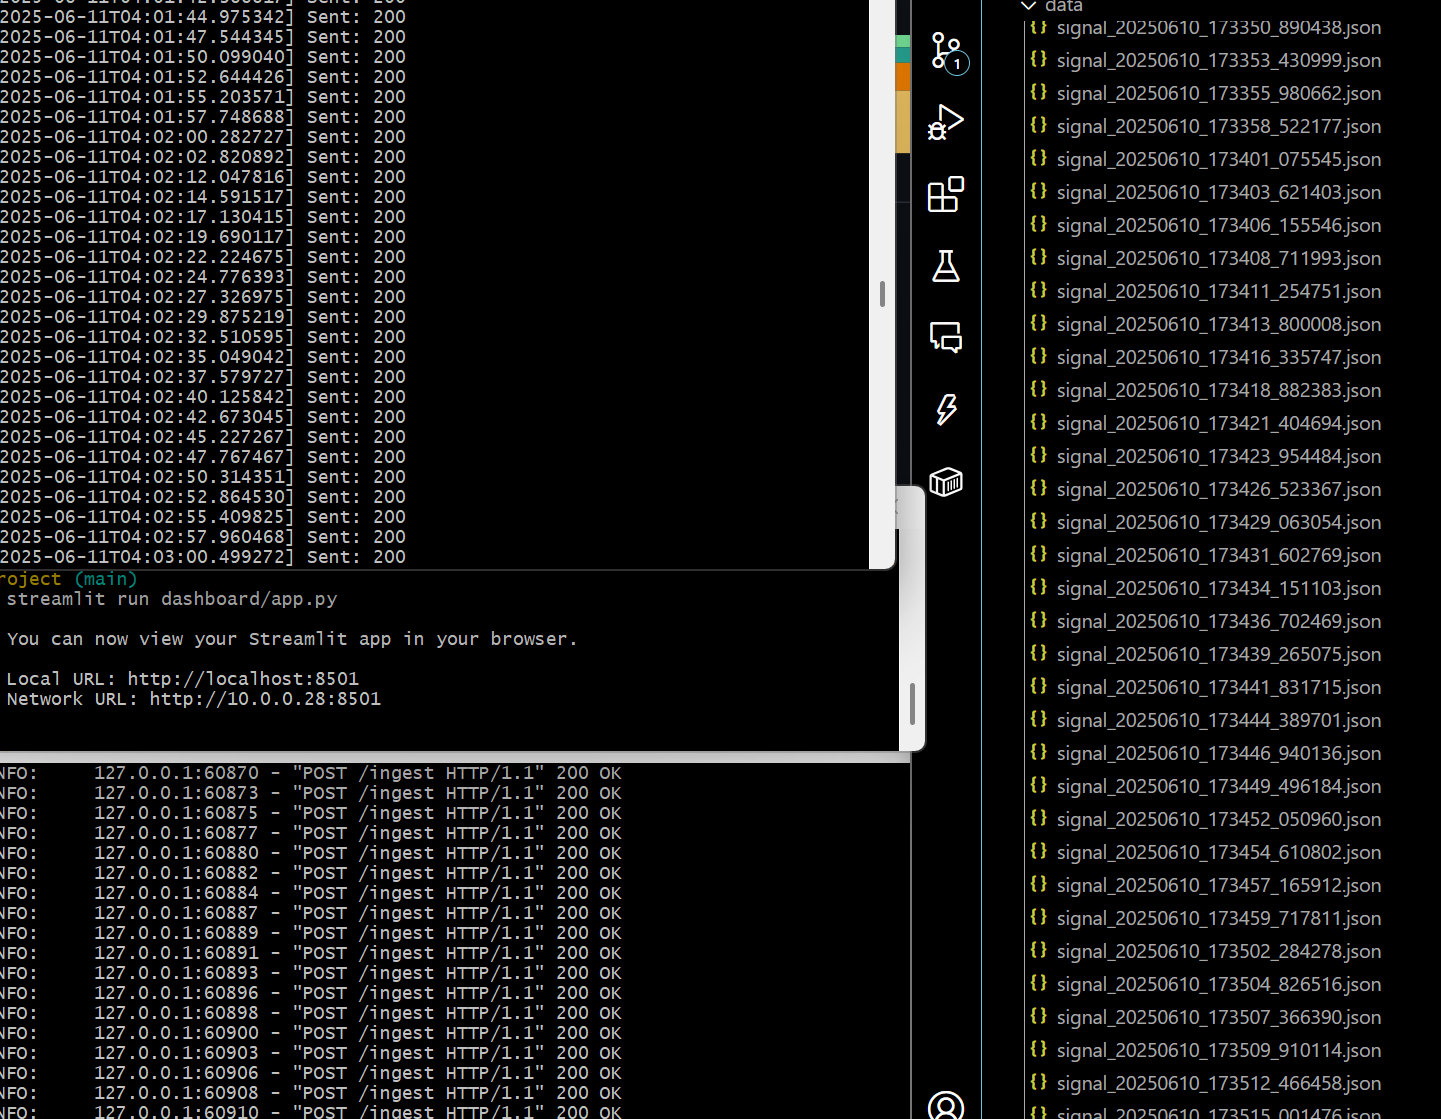 2025-06-11T04:01:44.975342] Sent: 200
2025-06-11T04:01:47.544345] Sent: 200
2025-06-11T04:01:50.099040] Sent: 200
2025-06-11T04:01:52.644426] Sent: 200
2025-06-11T04:01:55.203571] Sent: 200
2025-06-11T04:01:57.748688] Sent: 200
2025-06-11T04:02:00.282727] Sent: 200
2025-06-11T04:02:02.820892] Sent: 200
2025-06-11T04:02:12.047816] Sent: 200
2025-06-11T04:02:14.591517] Sent: 200
2025-06-11T04:02:17.130415] Sent: 200
2025-06-11T04:02:19.690117] Sent: 200
2025-06-11T04:02:22.224675] Sent: 200
2025-06-11T04:02:24.776393] Sent: 200
2025-06-11T04:02:27.326975] Sent: 200
2025-06-11T04:02:29.875219] Sent: 200
2025-06-11T04:02:32.510595] Sent: 200
2025-06-11T04:02:35.049042] Sent: 200
2025-06-11T04:02:37.579727] Sent: 200
2025-06-11T04:02:40.125842] Sent: 200
2025-06-11T04:02:42.673045] Sent: 200
2025-06-11T04:02:45.227267] Sent: 200
2025-06-11T04:02:47.767467] Sent: 200
2025-06-11T04:02:50.314351] Sent: 200
2025-06-11T04:02:52.864530] Sent: 200
2025-06-11T04:02:55.409825] Sent: 200
2025-06-11T04:02:57.960468] Sent: 200
2025-06-11T04:03:00.499272] Sent: 200
roject (main)
streamlit run dashboard/app.py
You can now view your Streamlit app in your browser.
Local URL: http://localhost:8501
Network URL: http://10.0.0.28:8501
NFO: 127.0.0.1:60870 - "POST /ingest HTTP/1.1" 200 OK
NFO: 127.0.0.1:60873 - "POST /ingest HTTP/1.1" 200 OK
NFO: 127.0.0.1:60875 - "POST /ingest HTTP/1.1" 200 OK
NFO: 127.0.0.1:60877 - "POST /ingest HTTP/1.1" 200 OK
NFO: 127.0.0.1:60880 - "POST /ingest HTTP/1.1" 200 OK
NFO: 127.0.0.1:60882 - "POST /ingest HTTP/1.1" 200 OK
NFO: 127.0.0.1:60884 - "POST /ingest HTTP/1.1" 200 OK
NFO: 127.0.0.1:60887 - "POST /ingest HTTP/1.1" 200 OK
NFO: 127.0.0.1:60889 - "POST /ingest HTTP/1.1" 200 OK
NFO: 127.0.0.1:60891 - "POST /ingest HTTP/1.1" 200 OK
NFO: 127.0.0.1:60893 - "POST /ingest HTTP/1.1" 200 OK
NFO: 127.0.0.1:60896 - "POST /ingest HTTP/1.1" 200 OK
NFO: 127.0.0.1:60898 - "POST /ingest HTTP/1.1" 200 OK
NFO: 127.0.0.1:60900 - "POST /ingest HTTP/1.1" 200 OK
NFO: 127.0.0.1:60903 - "POST /ingest HTTP/1.1" 200 OK
NFO: 127.0.0.1:60906 - "POST /ingest HTTP/1.1" 200 OK
NFO: 127.0.0.1:60908 - "POST /ingest HTTP/1.1" 200 OK
NFO: 127.0.0.1:60910 - "POST /ingest HTTP/1.1" 200 OK
1
data
{} signal_20250610_173350_890438.json
{} signal_20250610_173353_430999.json
{} signal_20250610_173355_980662.json
{} signal_20250610_173358_522177.json
{} signal_20250610_173401_075545.json
{} signal_20250610_173403_621403.json
{} signal_20250610_173406_155546.json
{} signal_20250610_173408_711993.json
{} signal_20250610_173411_254751.json
{} signal_20250610_173413_800008.json
{} signal_20250610_173416_335747.json
{} signal_20250610_173418_882383.json
{} signal_20250610_173421_404694.json
{} signal_20250610_173423_954484.json
{} signal_20250610_173426_523367.json
{} signal_20250610_173429_063054.json
{} signal_20250610_173431_602769.json
{} signal_20250610_173434_151103.json
{} signal_20250610_173436_702469.json
{} signal_20250610_173439_265075.json
{} signal_20250610_173441_831715.json
{} signal_20250610_173444_389701.json
{} signal_20250610_173446_940136.json
{} signal_20250610_173449_496184.json
{} signal_20250610_173452_050960.json
{} signal_20250610_173454_610802.json
{} signal_20250610_173457_165912.json
{} signal_20250610_173459_717811.json
{} signal_20250610_173502_284278.json
{} signal_20250610_173504_826516.json
{} signal_20250610_173507_366390.json
{} signal_20250610_173509_910114.json
{} signal_20250610_173512_466458.json
{} signal_20250610_173515_001476.json